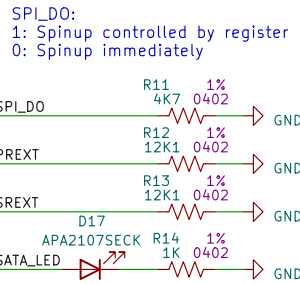 SPI_DO:
1: Spinup controlled by register
0: Spinup immediately
R11 1%
SPI_DO 4K7 0402
GND
R12 1%
PREXT 12K1 0402
GND
R13 1%
SREXT 12K1 0402
GND
D17
APA2107SECK R14 1%
SATA_LED 1K 0402
GND